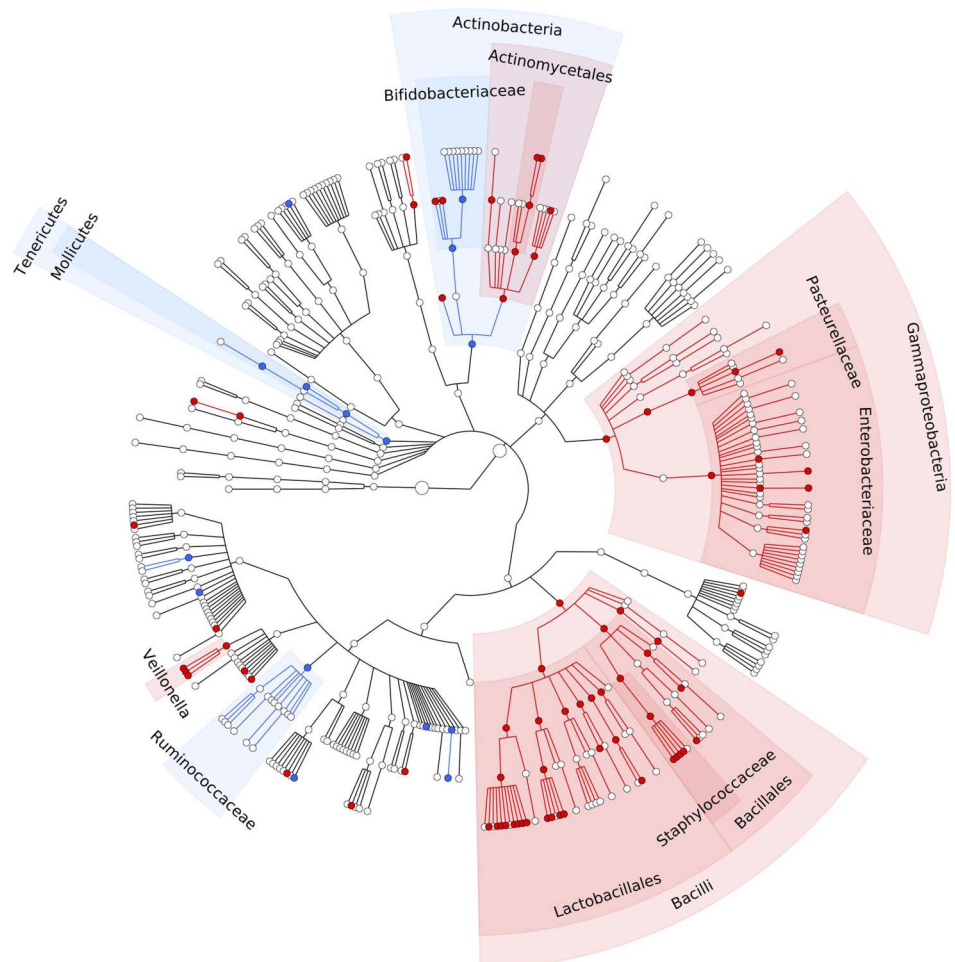 Actinobacteria
Actinomycetales
Bifidobacteriaceae
Tenericutes
Mollicutes
Pasteurellaceae
Gammaproteobacteria
Enterobacteriaceae
Veillonella
Ruminococcaceae
Staphylococcaceae
Bacillales
Lactobacillales
Bacilli